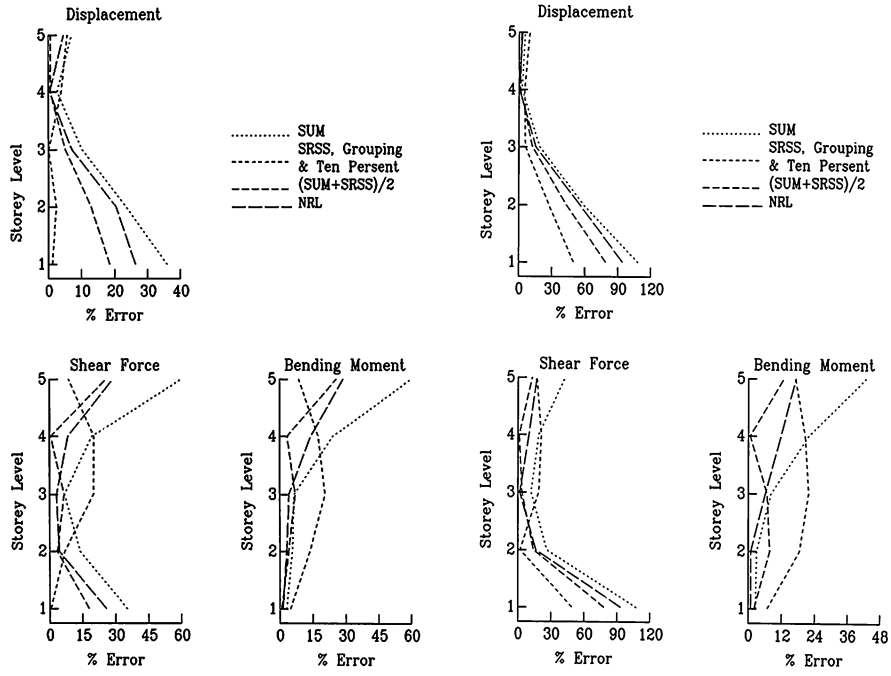 Displacement
5
4
3
2
1
Storey Level
0 10 20 30 40
% Error
SUM
SRSS, Grouping
& Ten Persent
(SUM+SRSS)/2
NRL
Displacement
5
4
3
2
1
Storey Level
0 30 60 90 120
% Error
SUM
SRSS, Grouping
& Ten Persent
(SUM+SRSS)/2
NRL
Shear Force
5
4
3
2
1
Storey Level
0 15 30 45 60
% Error
Bending Moment
5
4
3
2
1
Storey Level
0 15 30 45 60
% Error
Shear Force
5
4
3
2
1
Storey Level
0 30 60 90 120
% Error
Bending Moment
5
4
3
2
1
Storey Level
0 12 24 36 48
% Error